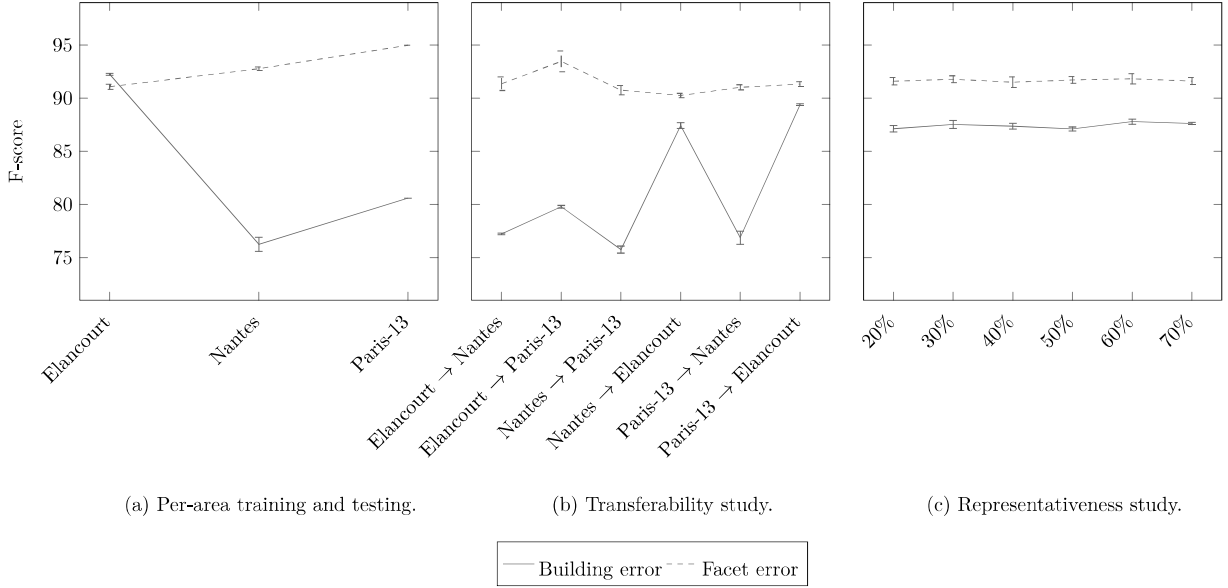 F-score
95
90
85
80
75
Elancourt
Nantes
Paris-13
Elancourt → Nantes
Elancourt → Paris-13
Nantes → Paris-13
Nantes → Elancourt
Paris-13 → Nantes
Paris-13 → Elancourt
20%
30%
40%
50%
60%
70%
(a) Per-area training and testing.
(b) Transferability study.
(c) Representativeness study.
Building error
Facet error